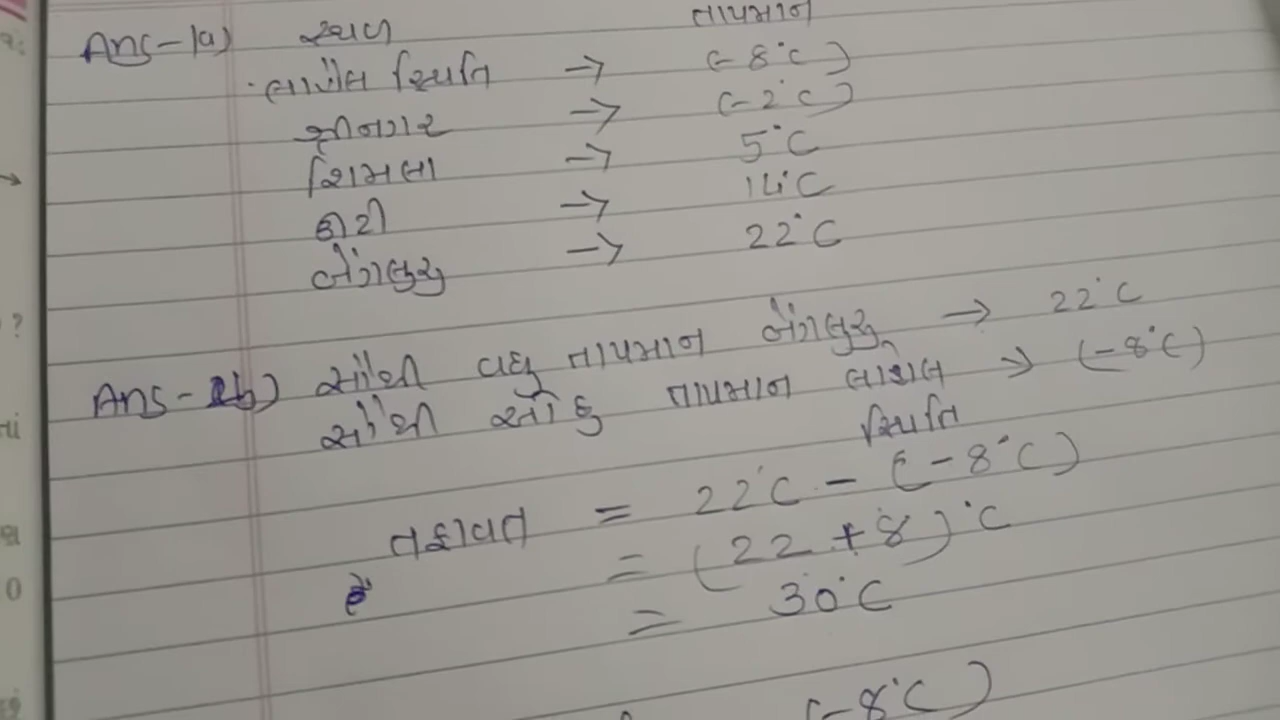 Ans-1a) સ્થળ તાપમાન
લાહોલ સ્પિતિ → (-8°C)
શ્રીનગર → (-2°C)
શિમલા → 5°C
ઊટી → 14°C
બેંગલુરુ → 22°C
Ans-1b) સૌથી વધુ તાપમાન બેંગલુરુ → 22°C
સૌથી ઓછુ તાપમાન લાહોલ → (-8°C)
સ્પિતિ
તફાવત = 22°C - (-8°C)
= (22 + 8)°C
= 30°C
(-8°C)